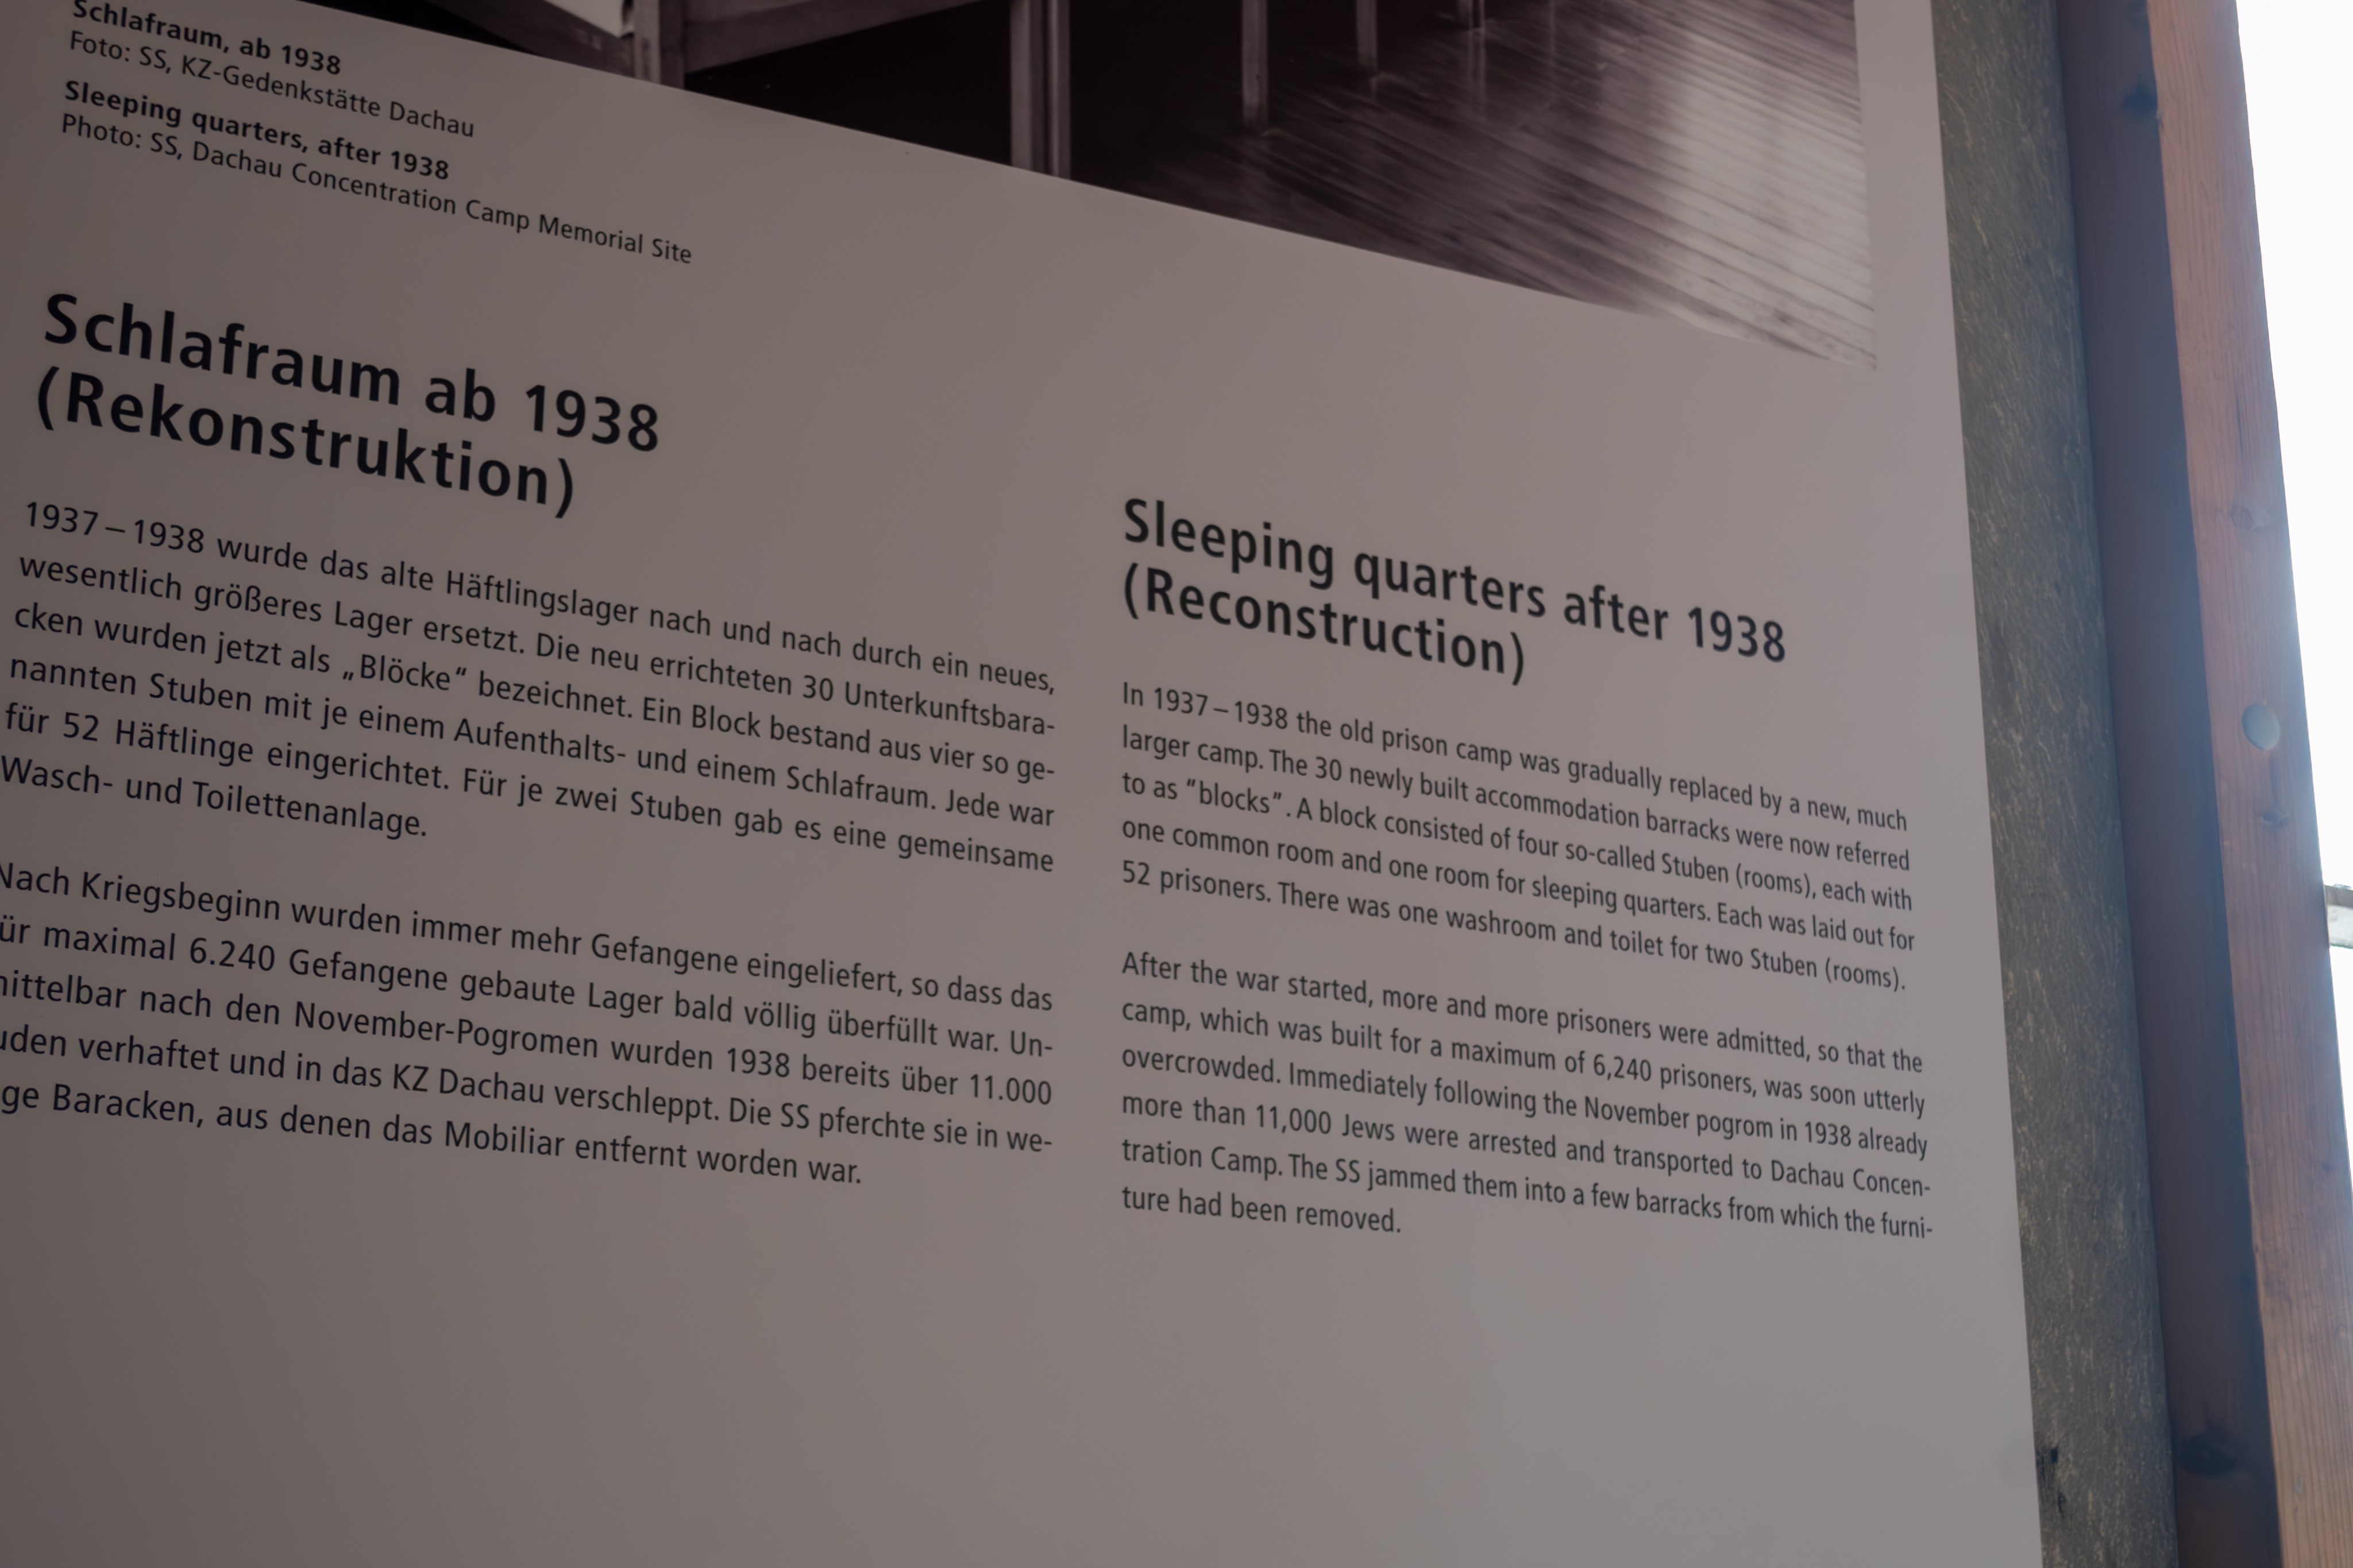 Schlafraum, ab 1938
Foto: SS, KZ-Gedenkstätte Dachau
Sleeping quarters, after 1938
Photo: SS, Dachau Concentration Camp Memorial Site
Schlafraum ab 1938
(Rekonstruktion)
1937–1938 wurde das alte Häftlingslager nach und nach durch ein neues,
wesentlich größeres Lager ersetzt. Die neu errichteten 30 Unterkunftsbara-
cken wurden jetzt als „Blöcke“ bezeichnet. Ein Block bestand aus vier so ge-
nannten Stuben mit je einem Aufenthalts- und einem Schlafraum. Jede war
für 52 Häftlinge eingerichtet. Für je zwei Stuben gab es eine gemeinsame
Wasch- und Toilettenanlage.
Nach Kriegsbeginn wurden immer mehr Gefangene eingeliefert, so dass das
für maximal 6.240 Gefangene gebaute Lager bald völlig überfüllt war. Un-
mittelbar nach den November-Pogromen wurden 1938 bereits über 11.000
Juden verhaftet und in das KZ Dachau verschleppt. Die SS pferchte sie in we-
nige Baracken, aus denen das Mobiliar entfernt worden war.
Sleeping quarters after 1938
(Reconstruction)
In 1937–1938 the old prison camp was gradually replaced by a new, much
larger camp. The 30 newly built accommodation barracks were now referred
to as “blocks”. A block consisted of four so-called Stuben (rooms), each with
one common room and one room for sleeping quarters. Each was laid out for
52 prisoners. There was one washroom and toilet for two Stuben (rooms).
After the war started, more and more prisoners were admitted, so that the
camp, which was built for a maximum of 6,240 prisoners, was soon utterly
overcrowded. Immediately following the November pogrom in 1938 already
more than 11,000 Jews were arrested and transported to Dachau Concen-
tration Camp. The SS jammed them into a few barracks from which the furni-
ture had been removed.